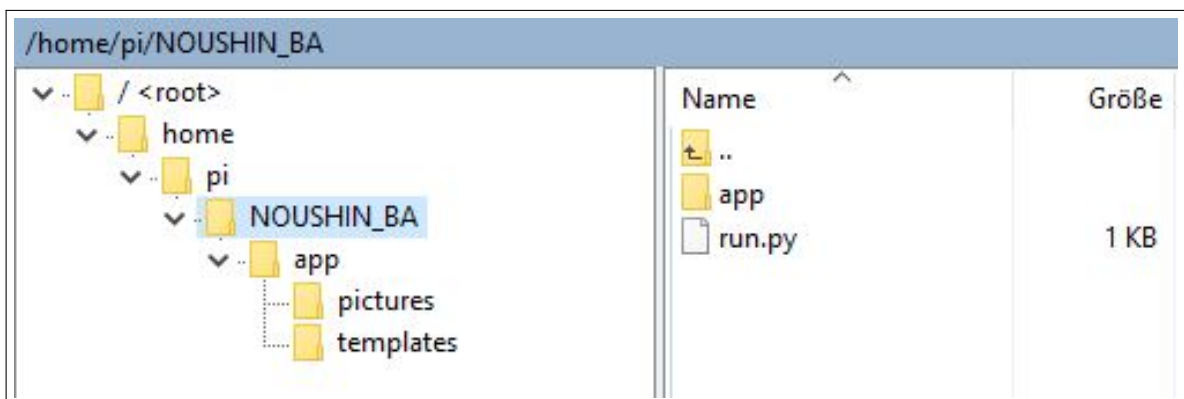 /home/pi/NOUSHIN_BA
/ <root>
home
pi
NOUSHIN_BA
app
pictures
templates
Name Größe
..
app
run.py 1 KB